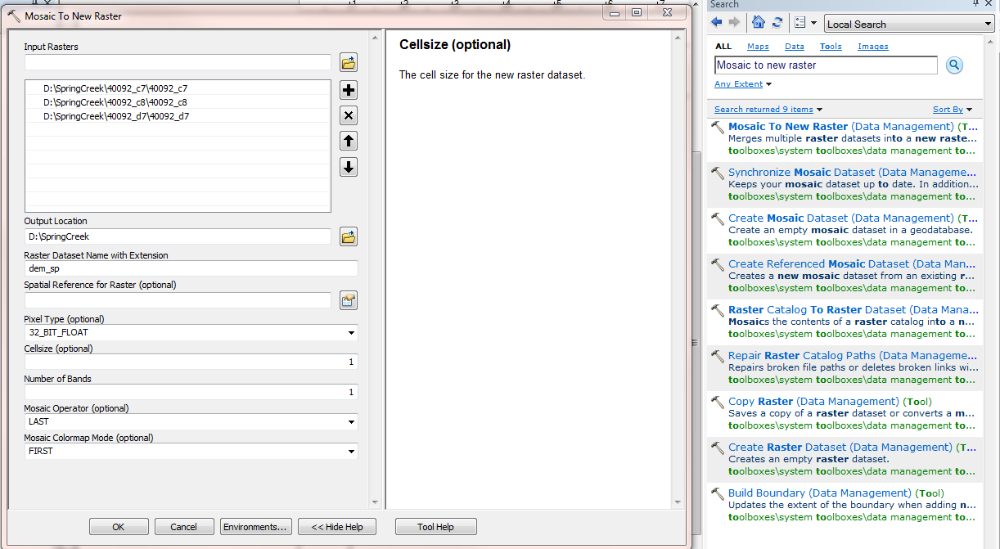 Mosaic To New Raster
Input Rasters
D:\SpringCreek\40092_c7\40092_c7
D:\SpringCreek\40092_c8\40092_c8
D:\SpringCreek\40092_d7\40092_d7
Output Location
D:\SpringCreek
Raster Dataset Name with Extension
dem_sp
Spatial Reference for Raster (optional)
Pixel Type (optional)
32_BIT_FLOAT
Cellsize (optional)
1
Number of Bands
1
Mosaic Operator (optional)
LAST
Mosaic Colormap Mode (optional)
FIRST
OK
Cancel
Environments...
<< Hide Help
Tool Help
Cellsize (optional)
The cell size for the new raster dataset.
Search
Local Search
ALL Maps Data Tools Images
Mosaic to new raster
Any Extent
Search returned 9 items Sort By
Mosaic To New Raster (Data Management) (T...
Merges multiple raster datasets into a new raste...
toolboxes\system toolboxes\data management to...
Synchronize Mosaic Dataset (Data Manageme...
Keeps your mosaic dataset up to date. In addition...
toolboxes\system toolboxes\data management to...
Create Mosaic Dataset (Data Management) (T...
Create an empty mosaic dataset in a geodatabase.
toolboxes\system toolboxes\data management to...
Create Referenced Mosaic Dataset (Data Man...
Creates a new mosaic dataset from an existing r...
toolboxes\system toolboxes\data management to...
Raster Catalog To Raster Dataset (Data Mana...
Mosaics the contents of a raster catalog into a n...
toolboxes\system toolboxes\data management to...
Repair Raster Catalog Paths (Data Manageme...
Repairs broken file paths or deletes broken links wi...
toolboxes\system toolboxes\data management to...
Copy Raster (Data Management) (Tool)
Saves a copy of a raster dataset or converts a m...
toolboxes\system toolboxes\data management to...
Create Raster Dataset (Data Management) (T...
Creates an empty raster dataset.
toolboxes\system toolboxes\data management to...
Build Boundary (Data Management) (Tool)
Updates the extent of the boundary when adding n...
toolboxes\system toolboxes\data management to...